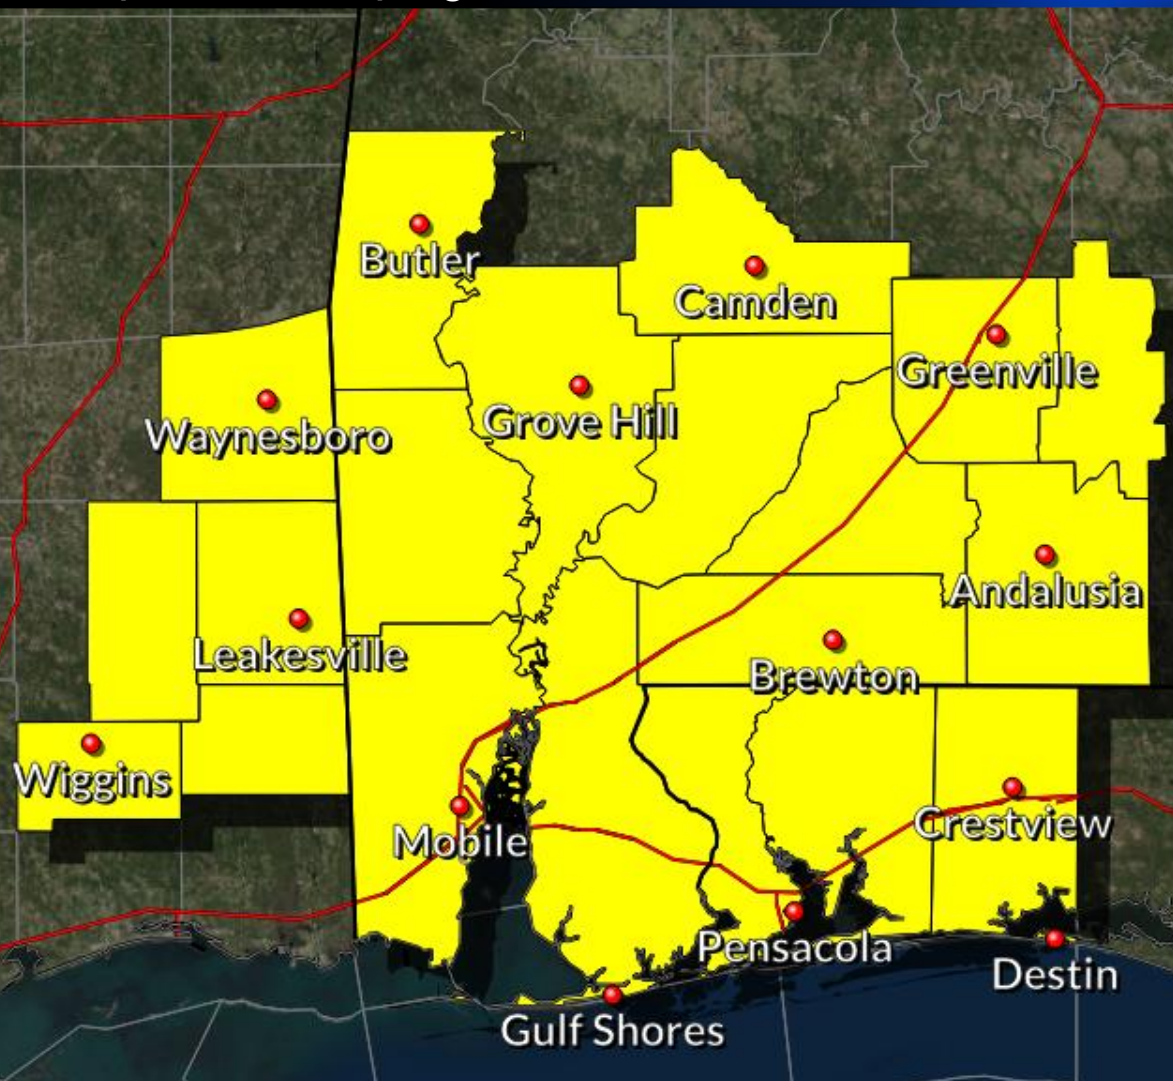 Butler
Camden
Greenville
Waynesboro
Grove Hill
Andalusia
Leakesville
Brewton
Wiggins
Crestview
Mobile
Pensacola
Destin
Gulf Shores